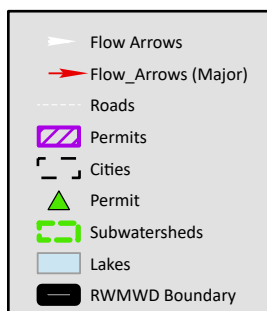 Flow Arrows
Flow_Arrows (Major)
Roads
Permits
Cities
Permit
Subwatersheds
Lakes
RWMWD Boundary